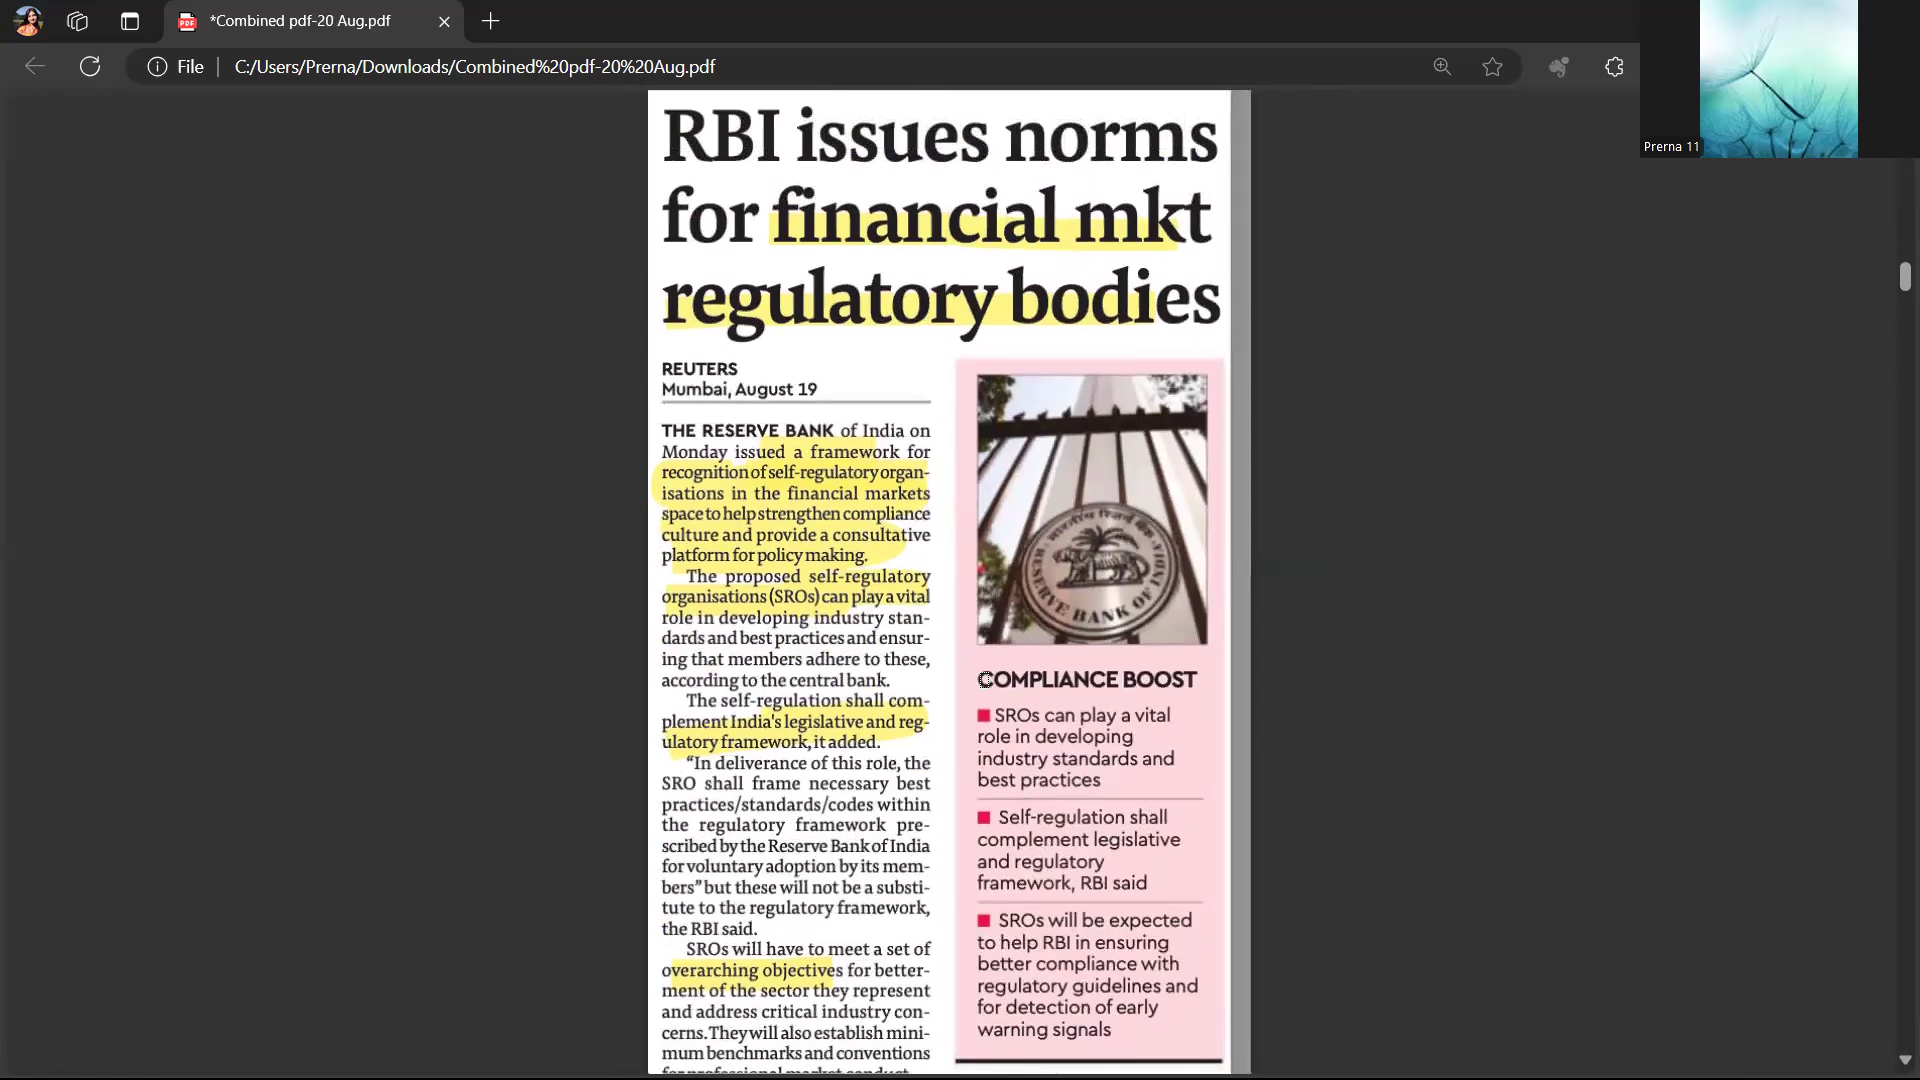 *Combined pdf-20 Aug.pdf
File
C:/Users/Prerna/Downloads/Combined%20pdf-20%20Aug.pdf
Prerna 11
RBI issues norms
for financial mkt
regulatory bodies
REUTERS
Mumbai, August 19
THE RESERVE BANK of India on
Monday issued a framework for
recognition of self-regulatory organ-
isations in the financial markets
space to help strengthen compliance
culture and provide a consultative
platform for policy making.
The proposed self-regulatory
organisations (SROs) can play a vital
role in developing industry stan-
dards and best practices and ensur-
ing that members adhere to these,
according to the central bank.
The self-regulation shall com-
plement India's legislative and reg-
ulatory framework, it added.
“In deliverance of this role, the
SRO shall frame necessary best
practices/standards/codes within
the regulatory framework pre-
scribed by the Reserve Bank of India
for voluntary adoption by its mem-
bers” but these will not be a substi-
tute to the regulatory framework,
the RBI said.
SROs will have to meet a set of
overarching objectives for better-
ment of the sector they represent
and address critical industry con-
cerns. They will also establish mini-
mum benchmarks and conventions
for professional market conduct
भारतीय रिज़र्व बैंक
RESERVE BANK OF INDIA
COMPLIANCE BOOST
SROs can play a vital
role in developing
industry standards and
best practices
Self-regulation shall
complement legislative
and regulatory
framework, RBI said
SROs will be expected
to help RBI in ensuring
better compliance with
regulatory guidelines and
for detection of early
warning signals